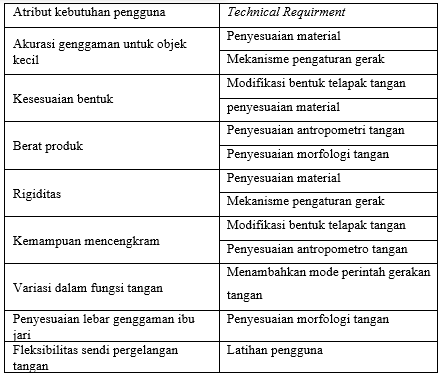 Atribut kebutuhan pengguna
Technical Requirment
Akurasi genggaman untuk objek
kecil
Penyesuaian material
Mekanisme pengaturan gerak
Kesesuaian bentuk
Modifikasi bentuk telapak tangan
penyesuaian material
Berat produk
Penyesuaian antropometri tangan
Penyesuaian morfologi tangan
Rigiditas
Penyesuaian material
Mekanisme pengaturan gerak
Kemampuan mencengkram
Modifikasi bentuk telapak tangan
Penyesuaian antropometro tangan
Variasi dalam fungsi tangan
Menambahkan mode perintah gerakan
tangan
Penyesuaian lebar genggaman ibu
jari
Penyesuaian morfologi tangan
Fleksibilitas sendi pergelangan
tangan
Latihan pengguna